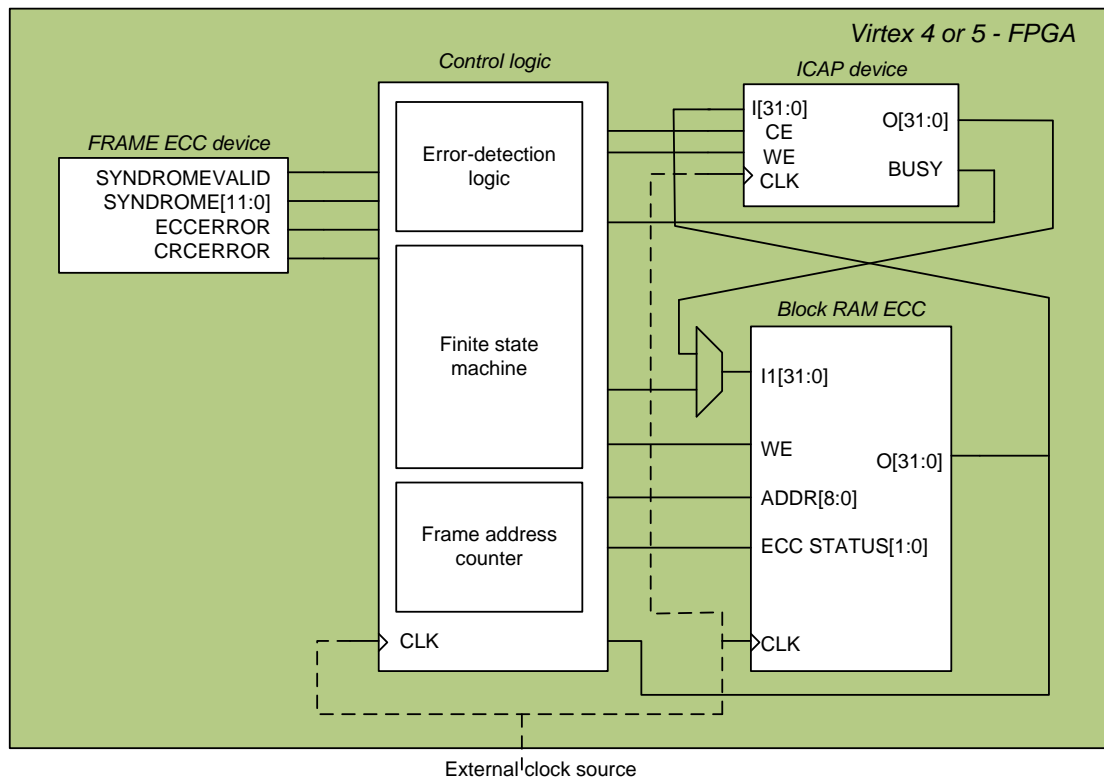 Virtex 4 or 5 - FPGA
Control logic
ICAP device
FRAME ECC device
SYNDROMEVALID
SYNDROME[11:0]
ECCERROR
CRCERROR
Error-detection
logic
Finite state
machine
Frame address
counter
CLK
I[31:0]
CE
WE
CLK
O[31:0]
BUSY
Block RAM ECC
I1[31:0]
WE
O[31:0]
ADDR[8:0]
ECC STATUS[1:0]
CLK
External clock source